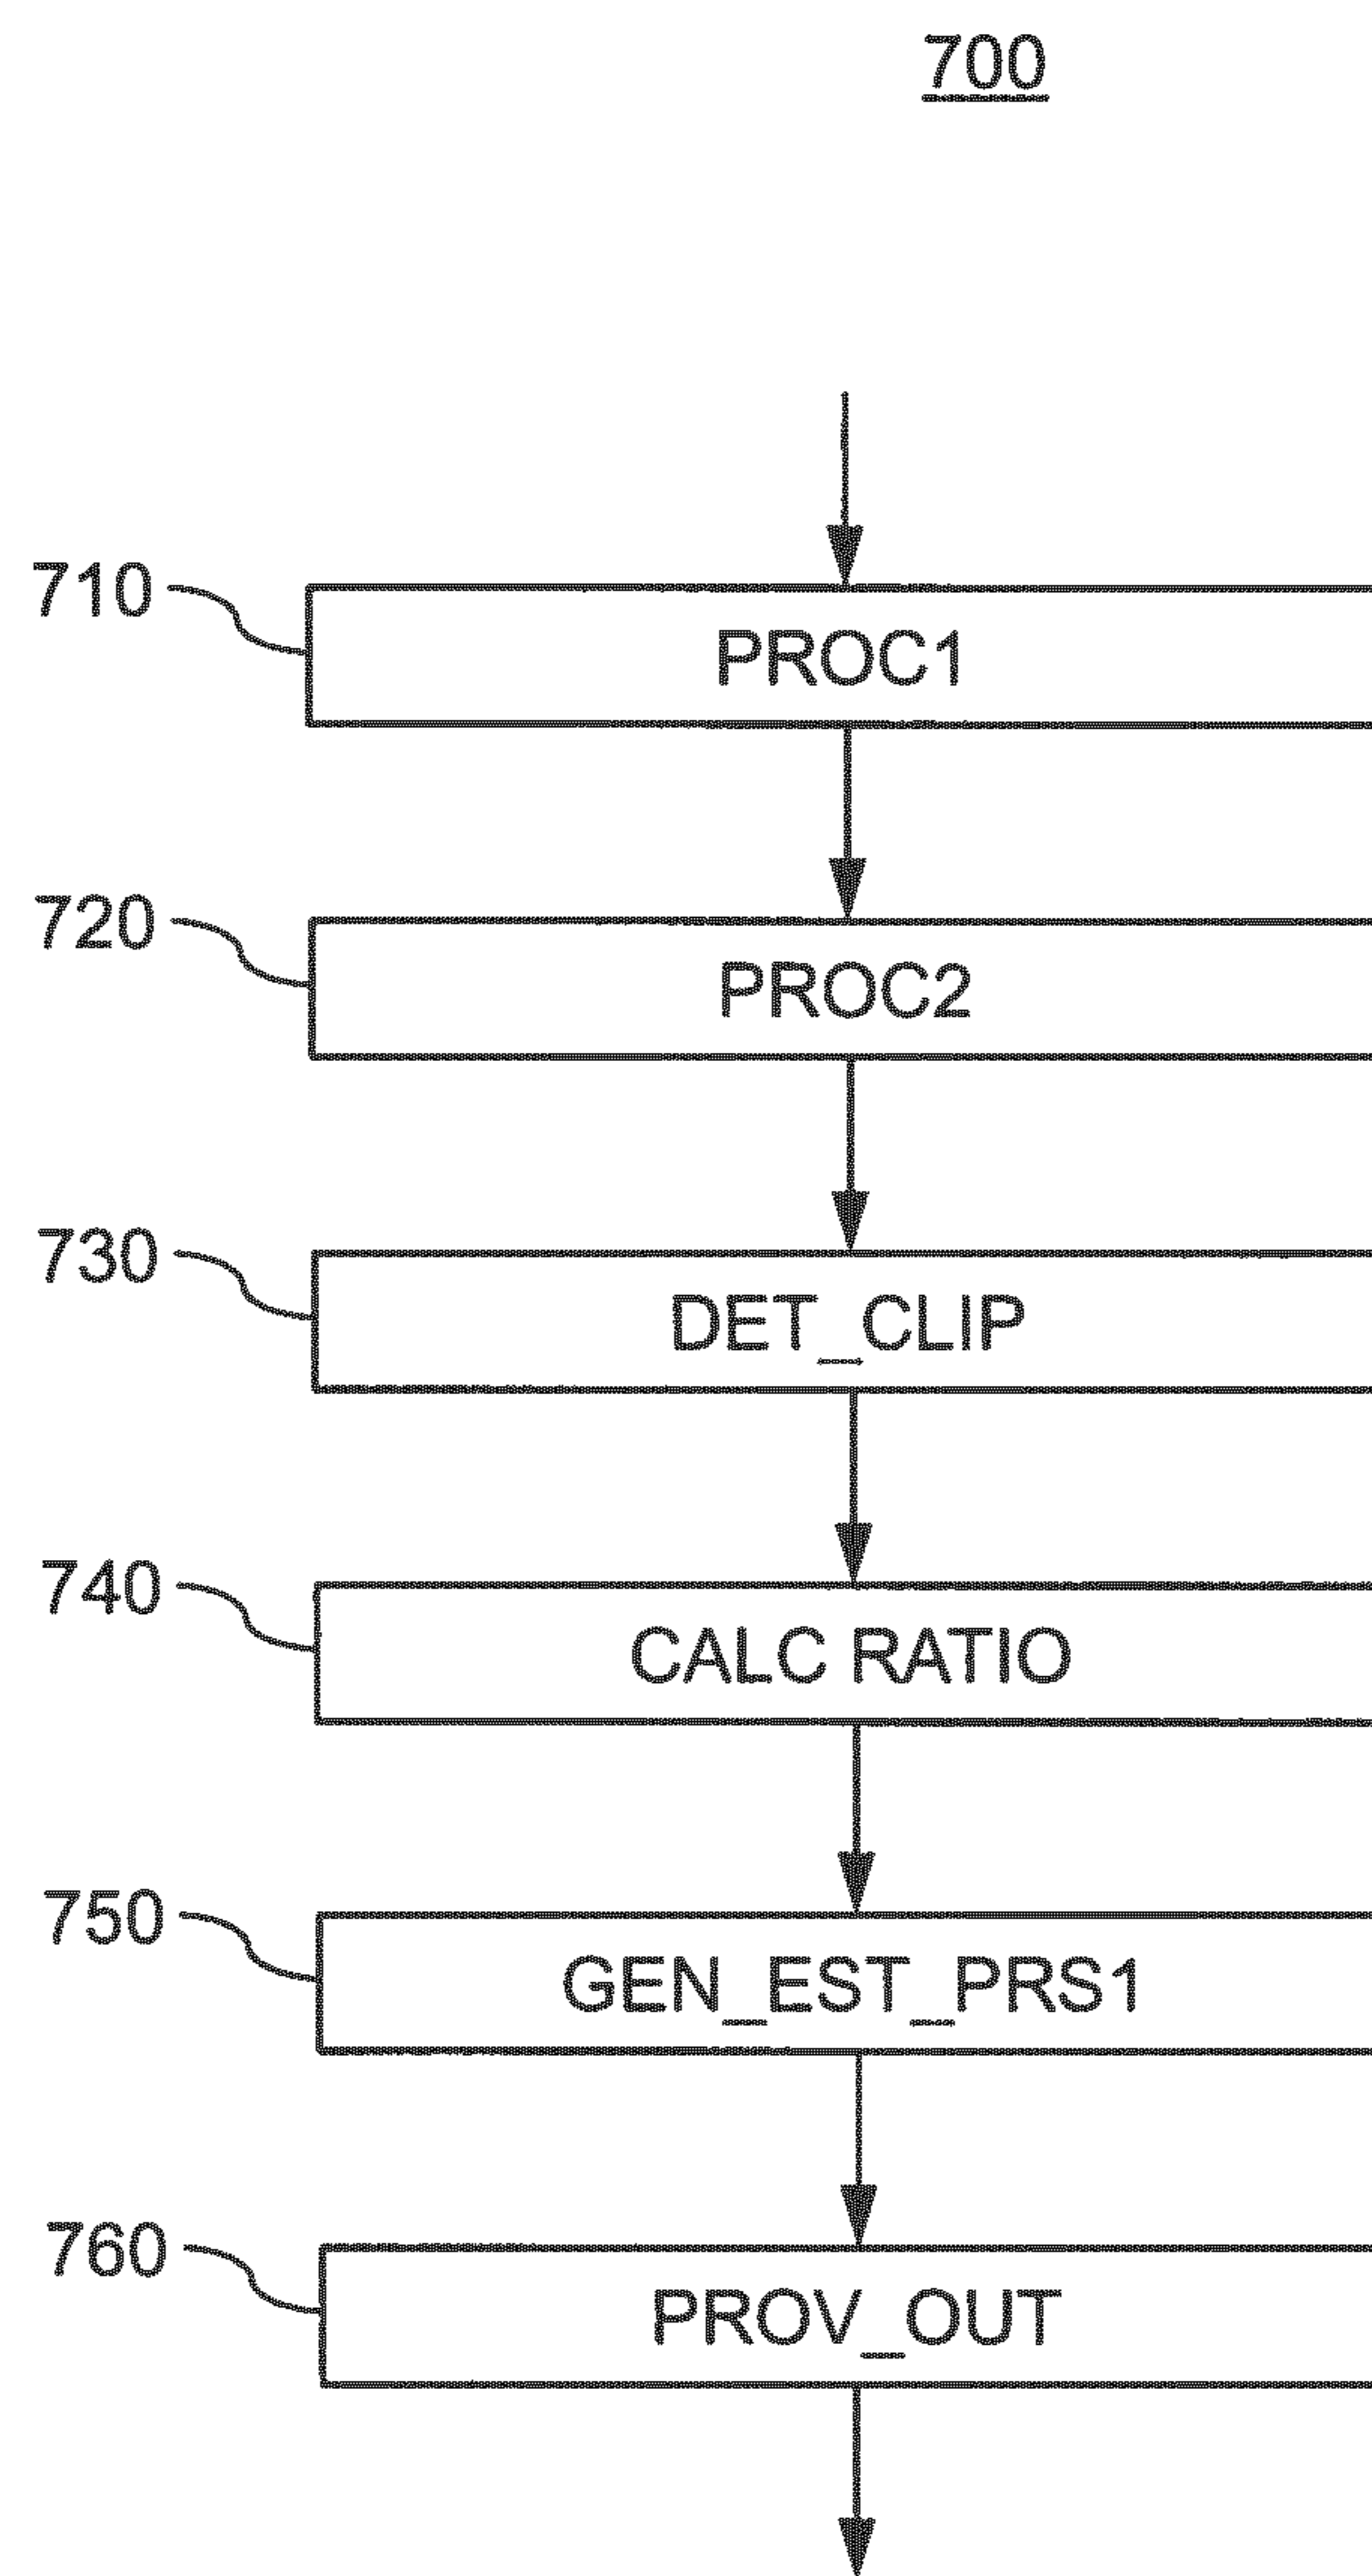 700
710
PROC1
720
PROC2
730
DET_CLIP
740
CALC RATIO
750
GEN_EST_PRS1
760
PROV_OUT